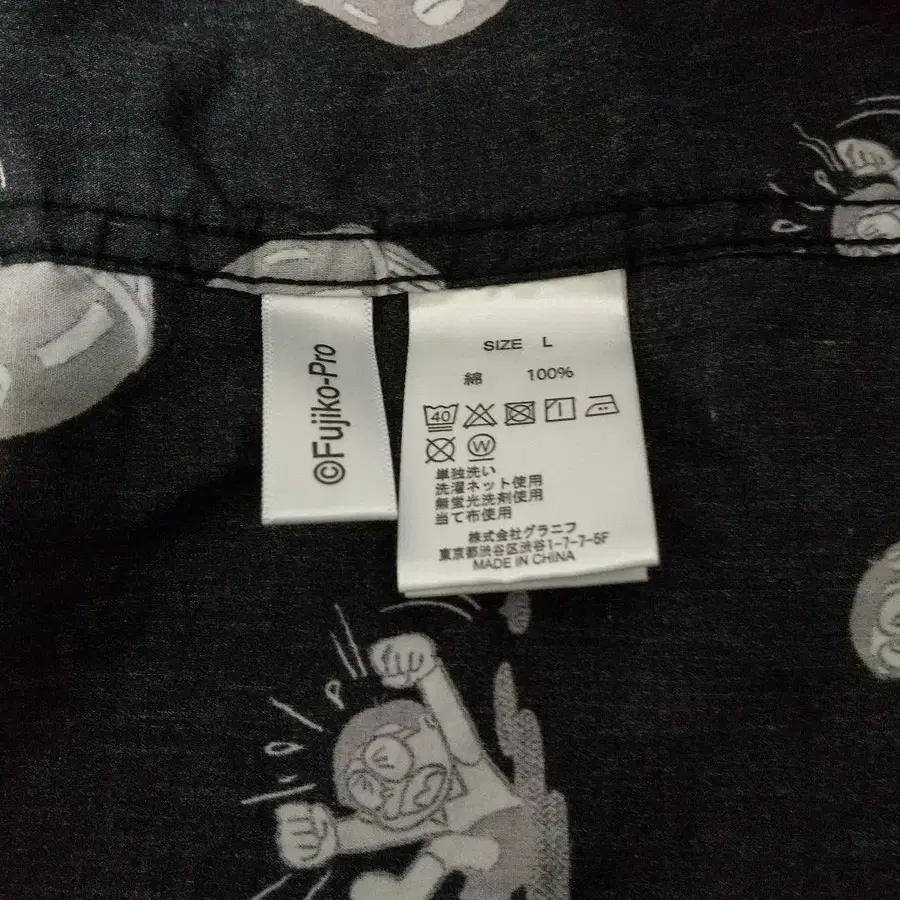 ©Fujiko-Pro
SIZE L
綿 100%
40
W
単独洗い
洗濯ネット使用
無蛍光洗剤使用
当て布使用
株式会社グラニフ
東京都渋谷区渋谷1-7-7-5F
MADE IN CHINA